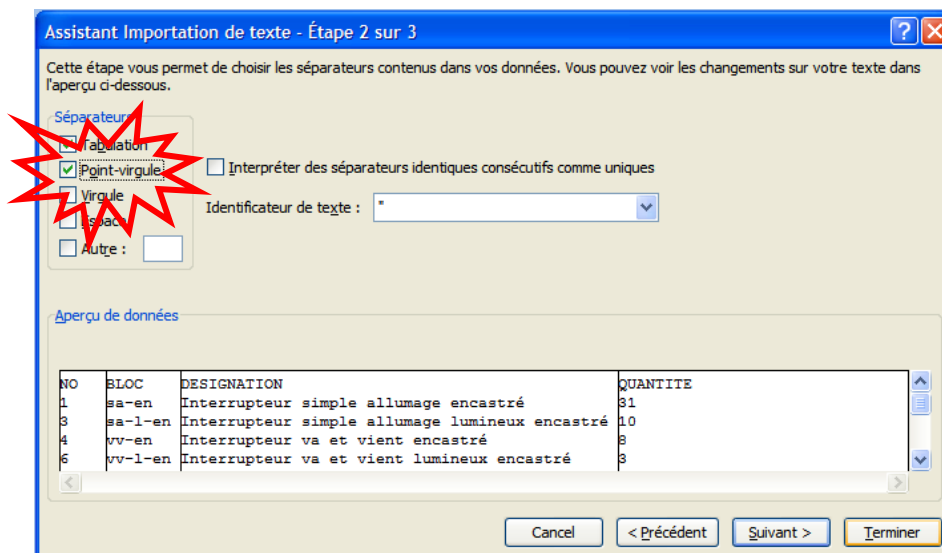 Assistant Importation de texte - Étape 2 sur 3
Cette étape vous permet de choisir les séparateurs contenus dans vos données. Vous pouvez voir les changements sur votre texte dans
l'aperçu ci-dessous.
Séparateurs
Tabulation
Point-virgule
Interpréter des séparateurs identiques consécutifs comme uniques
Virgule
Identificateur de texte : "
Espace
Autre :
Aperçu de données
NO BLOC DESIGNATION QUANTITE
1 sa-en Interrupteur simple allumage encastré 31
3 sa-l-en Interrupteur simple allumage lumineux encastré 10
4 vv-en Interrupteur va et vient encastré 8
6 vv-l-en Interrupteur va et vient lumineux encastré 3
Cancel < Précédent Suivant > Terminer